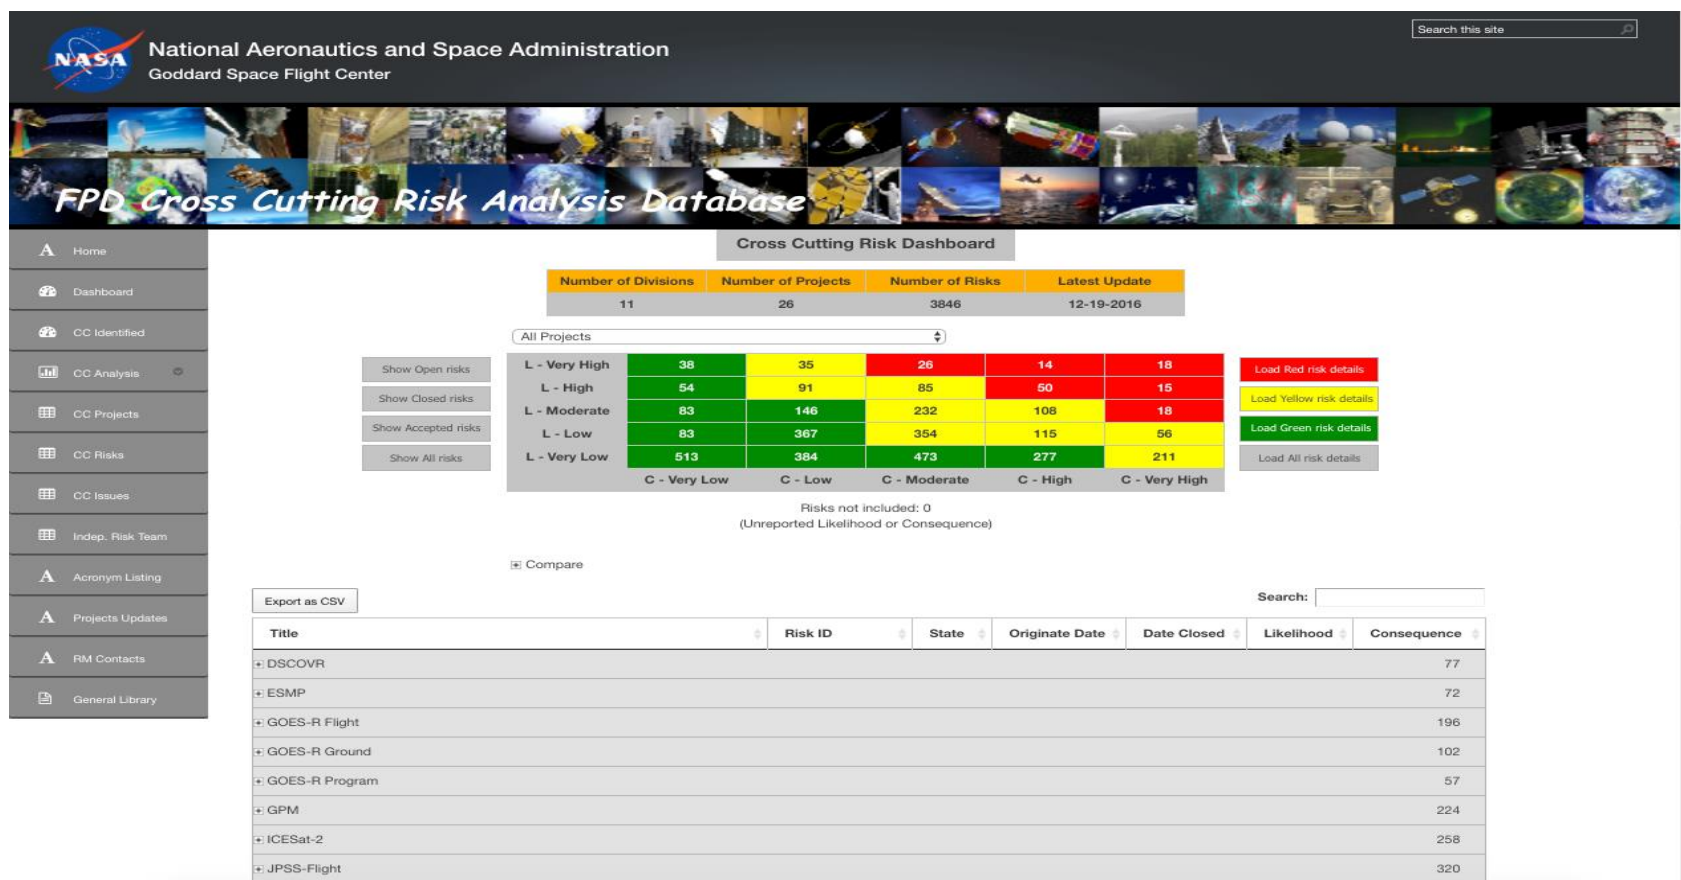 NASA
National Aeronautics and Space Administration
Goddard Space Flight Center
Search this site
FPD Cross Cutting Risk Analysis Database
Home
Dashboard
CC Identified
CC Analysis
CC Projects
CC Risks
CC Issues
Indep. Risk Team
Acronym Listing
Projects Updates
RM Contacts
General Library
Cross Cutting Risk Dashboard
Number of Divisions Number of Projects Number of Risks Latest Update
11 26 3846 12-19-2016
All Projects
Show Open risks
Show Closed risks
Show Accepted risks
Show All risks
L - Very High 38 35 26 14 18
L - High 54 91 85 50 15
L - Moderate 83 146 232 108 18
L - Low 83 367 354 115 56
L - Very Low 513 384 473 277 211
C - Very Low C - Low C - Moderate C - High C - Very High
Load Red risk details
Load Yellow risk details
Load Green risk details
Load All risk details
Risks not included: 0
(Unreported Likelihood or Consequence)
Compare
Export as CSV
Search:
Title Risk ID State Originate Date Date Closed Likelihood Consequence
DSCOVR 77
ESMP 72
GOES-R Flight 196
GOES-R Ground 102
GOES-R Program 57
GPM 224
ICESat-2 258
JPSS-Flight 320